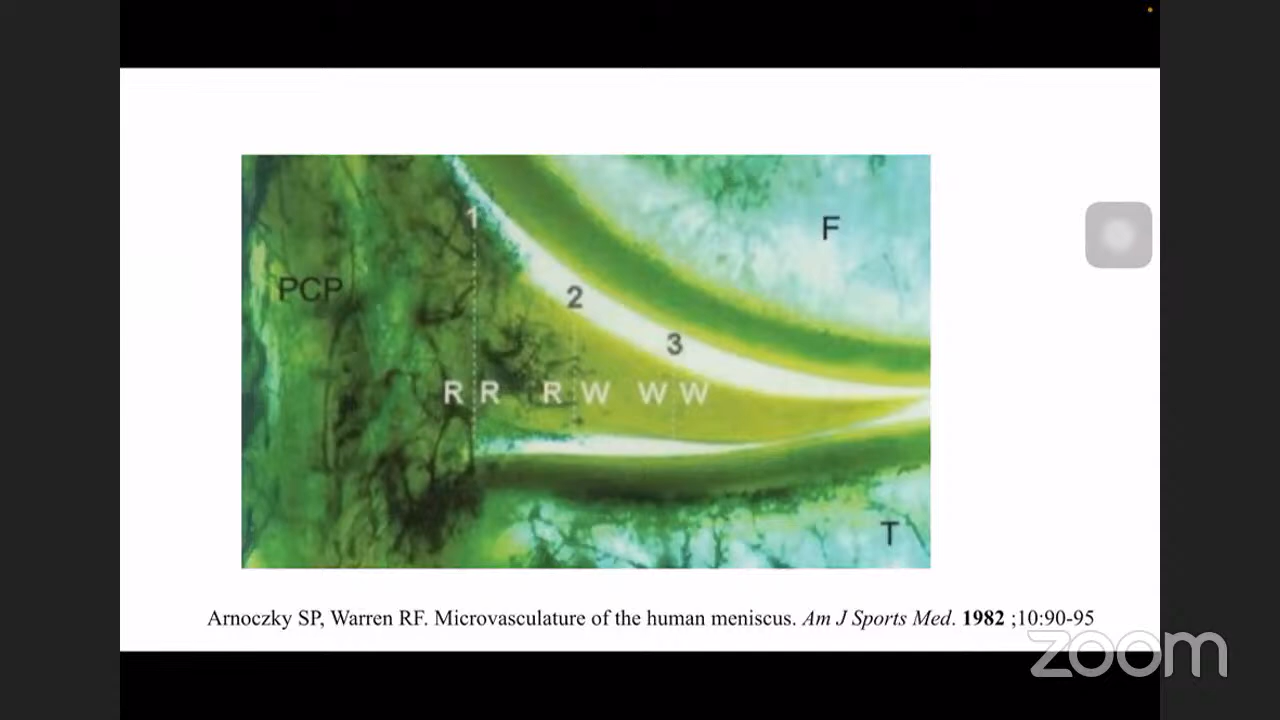 F
1
PCP
2
3
R R R W W W
T
Arnoczky SP, Warren RF. Microvasculature of the human meniscus. Am J Sports Med. 1982 ;10:90-95
zoom